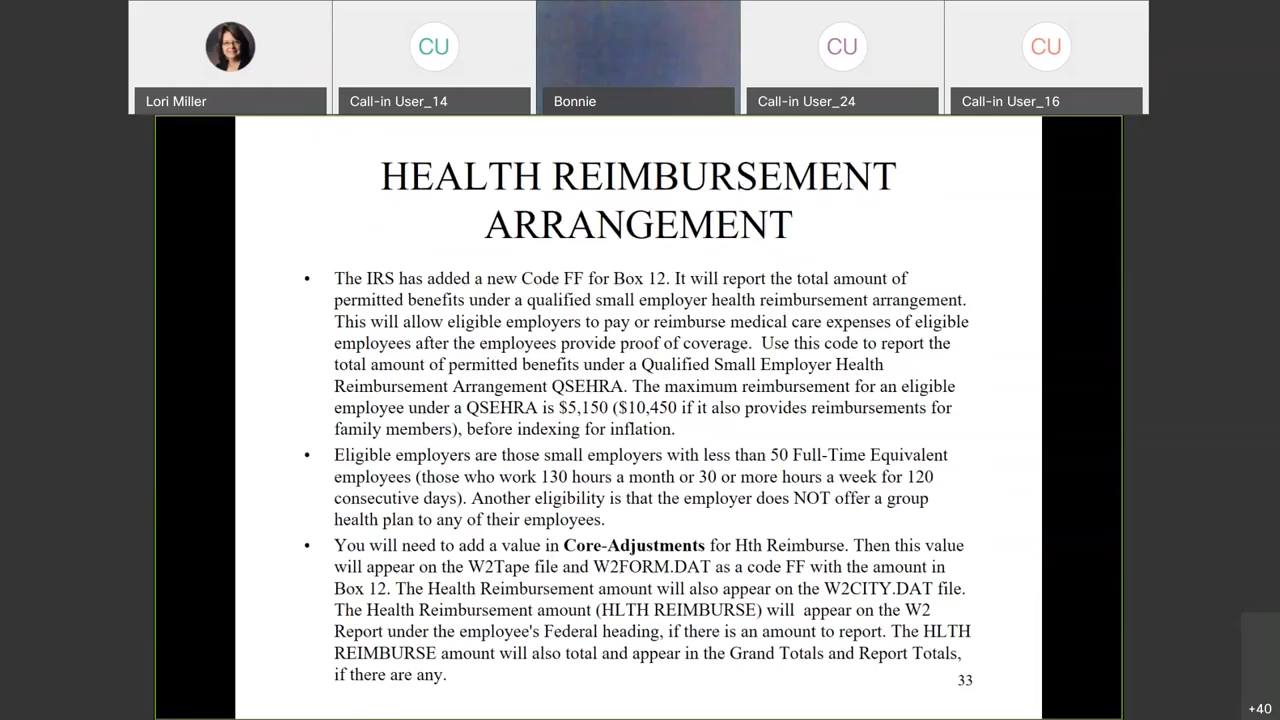 CU
CU
CU
Lori Miller
Call-in User_14
Bonnie
Call-in User_24
Call-in User_16
HEALTH REIMBURSEMENT
ARRANGEMENT
• The IRS has added a new Code FF for Box 12. It will report the total amount of
permitted benefits under a qualified small employer health reimbursement arrangement.
This will allow eligible employers to pay or reimburse medical care expenses of eligible
employees after the employees provide proof of coverage. Use this code to report the
total amount of permitted benefits under a Qualified Small Employer Health
Reimbursement Arrangement QSEHRA. The maximum reimbursement for an eligible
employee under a QSEHRA is $5,150 ($10,450 if it also provides reimbursements for
family members), before indexing for inflation.
• Eligible employers are those small employers with less than 50 Full-Time Equivalent
employees (those who work 130 hours a month or 30 or more hours a week for 120
consecutive days). Another eligibility is that the employer does NOT offer a group
health plan to any of their employees.
• You will need to add a value in Core-Adjustments for Hth Reimburse. Then this value
will appear on the W2Tape file and W2FORM.DAT as a code FF with the amount in
Box 12. The Health Reimbursement amount will also appear on the W2CITY.DAT file.
The Health Reimbursement amount (HLTH REIMBURSE) will appear on the W2
Report under the employee's Federal heading, if there is an amount to report. The HLTH
REIMBURSE amount will also total and appear in the Grand Totals and Report Totals,
if there are any.
33
+40